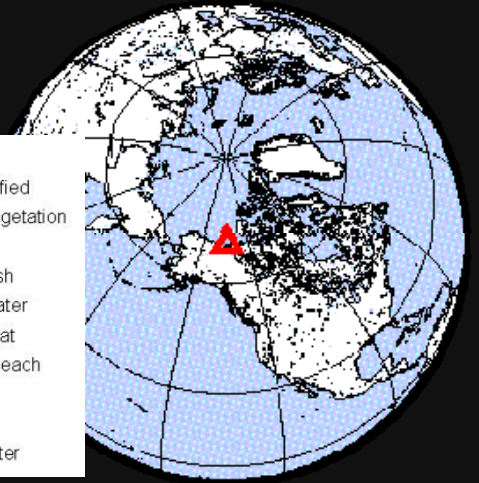 fied
getation
sh
ater
at
each
ter